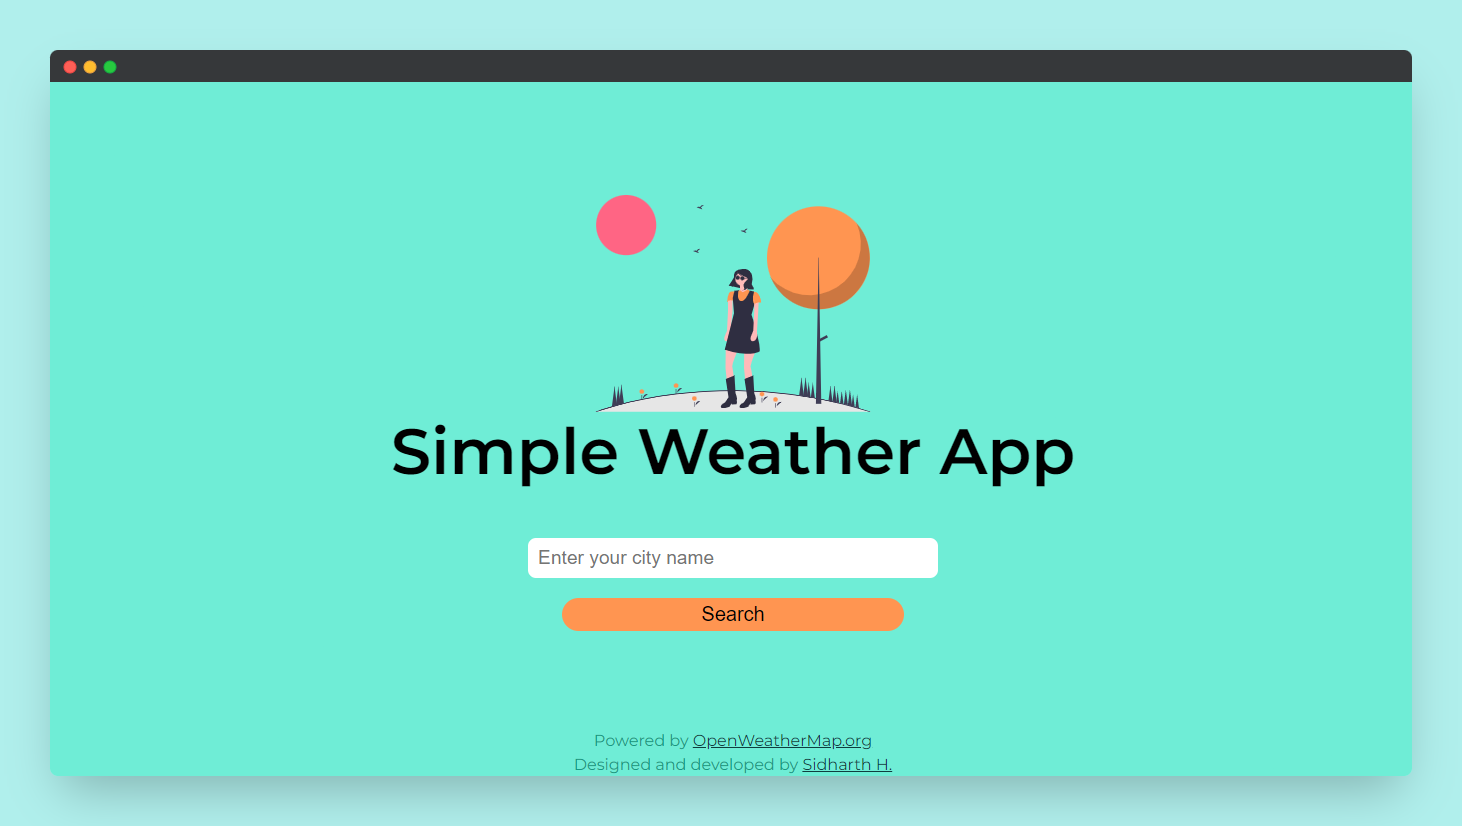 Simple Weather App
Enter your city name
Search
Powered by OpenWeatherMap.org
Designed and developed by Sidharth H.